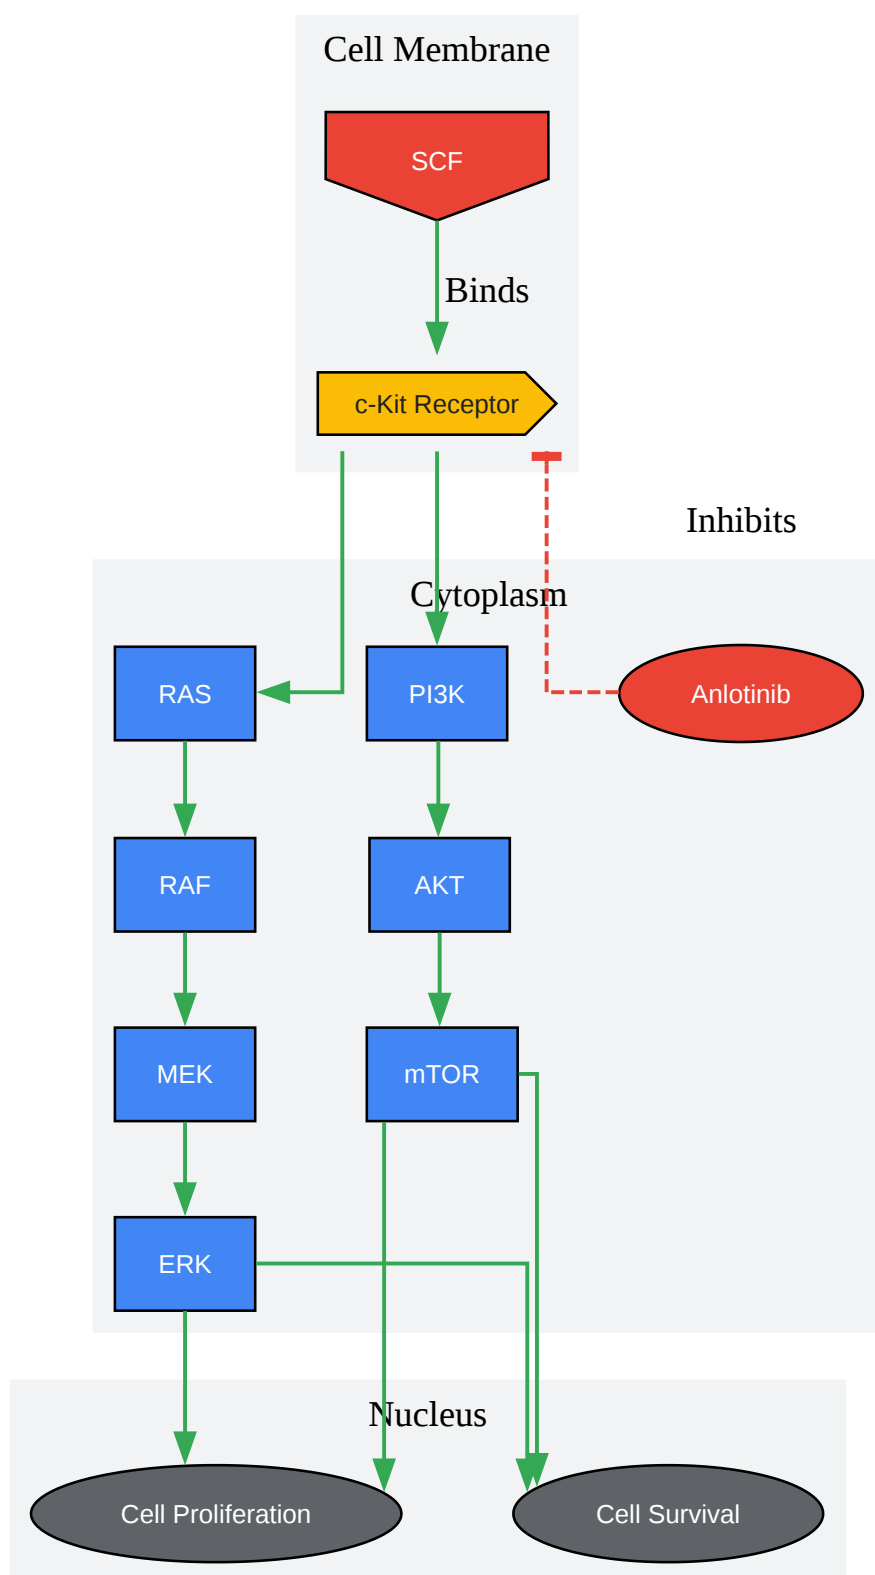 Cell Membrane
SCF
Binds
c-Kit Receptor
Inhibits
Cytoplasm
RAS
PI3K
Anlotinib
RAF
AKT
MEK
mTOR
ERK
Nucleus
Cell Proliferation
Cell Survival